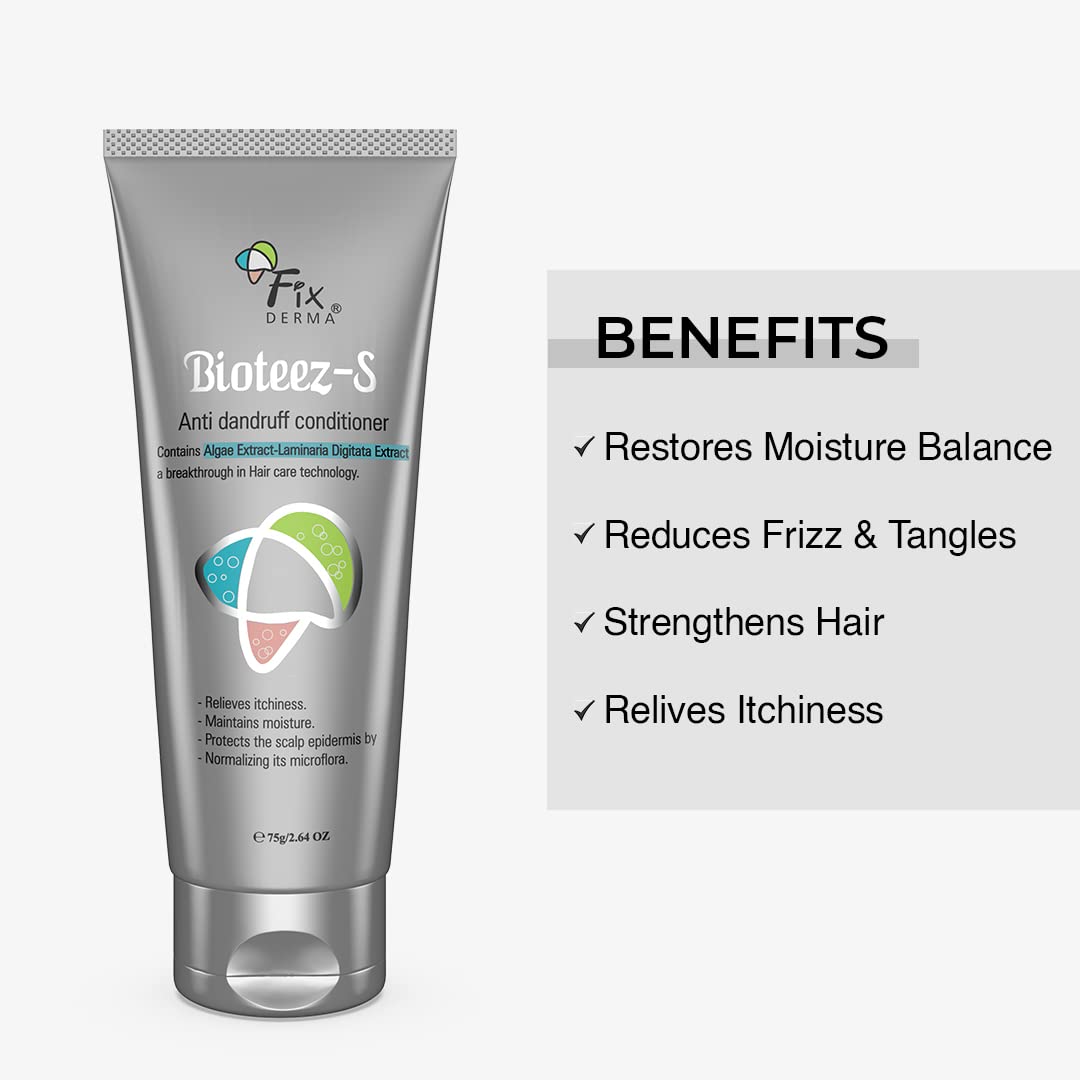 Fix
DERMA®
Bioteez-S
Anti dandruff conditioner
Contains Algae Extract-Laminaria Digitata Extract
a breakthrough in Hair care technology.
- Relieves itchiness.
- Maintains moisture.
- Protects the scalp epidermis by
- Normalizing its microflora.
℮ 75g/2.64 OZ
BENEFITS
✓ Restores Moisture Balance
✓ Reduces Frizz & Tangles
✓ Strengthens Hair
✓ Relives Itchiness